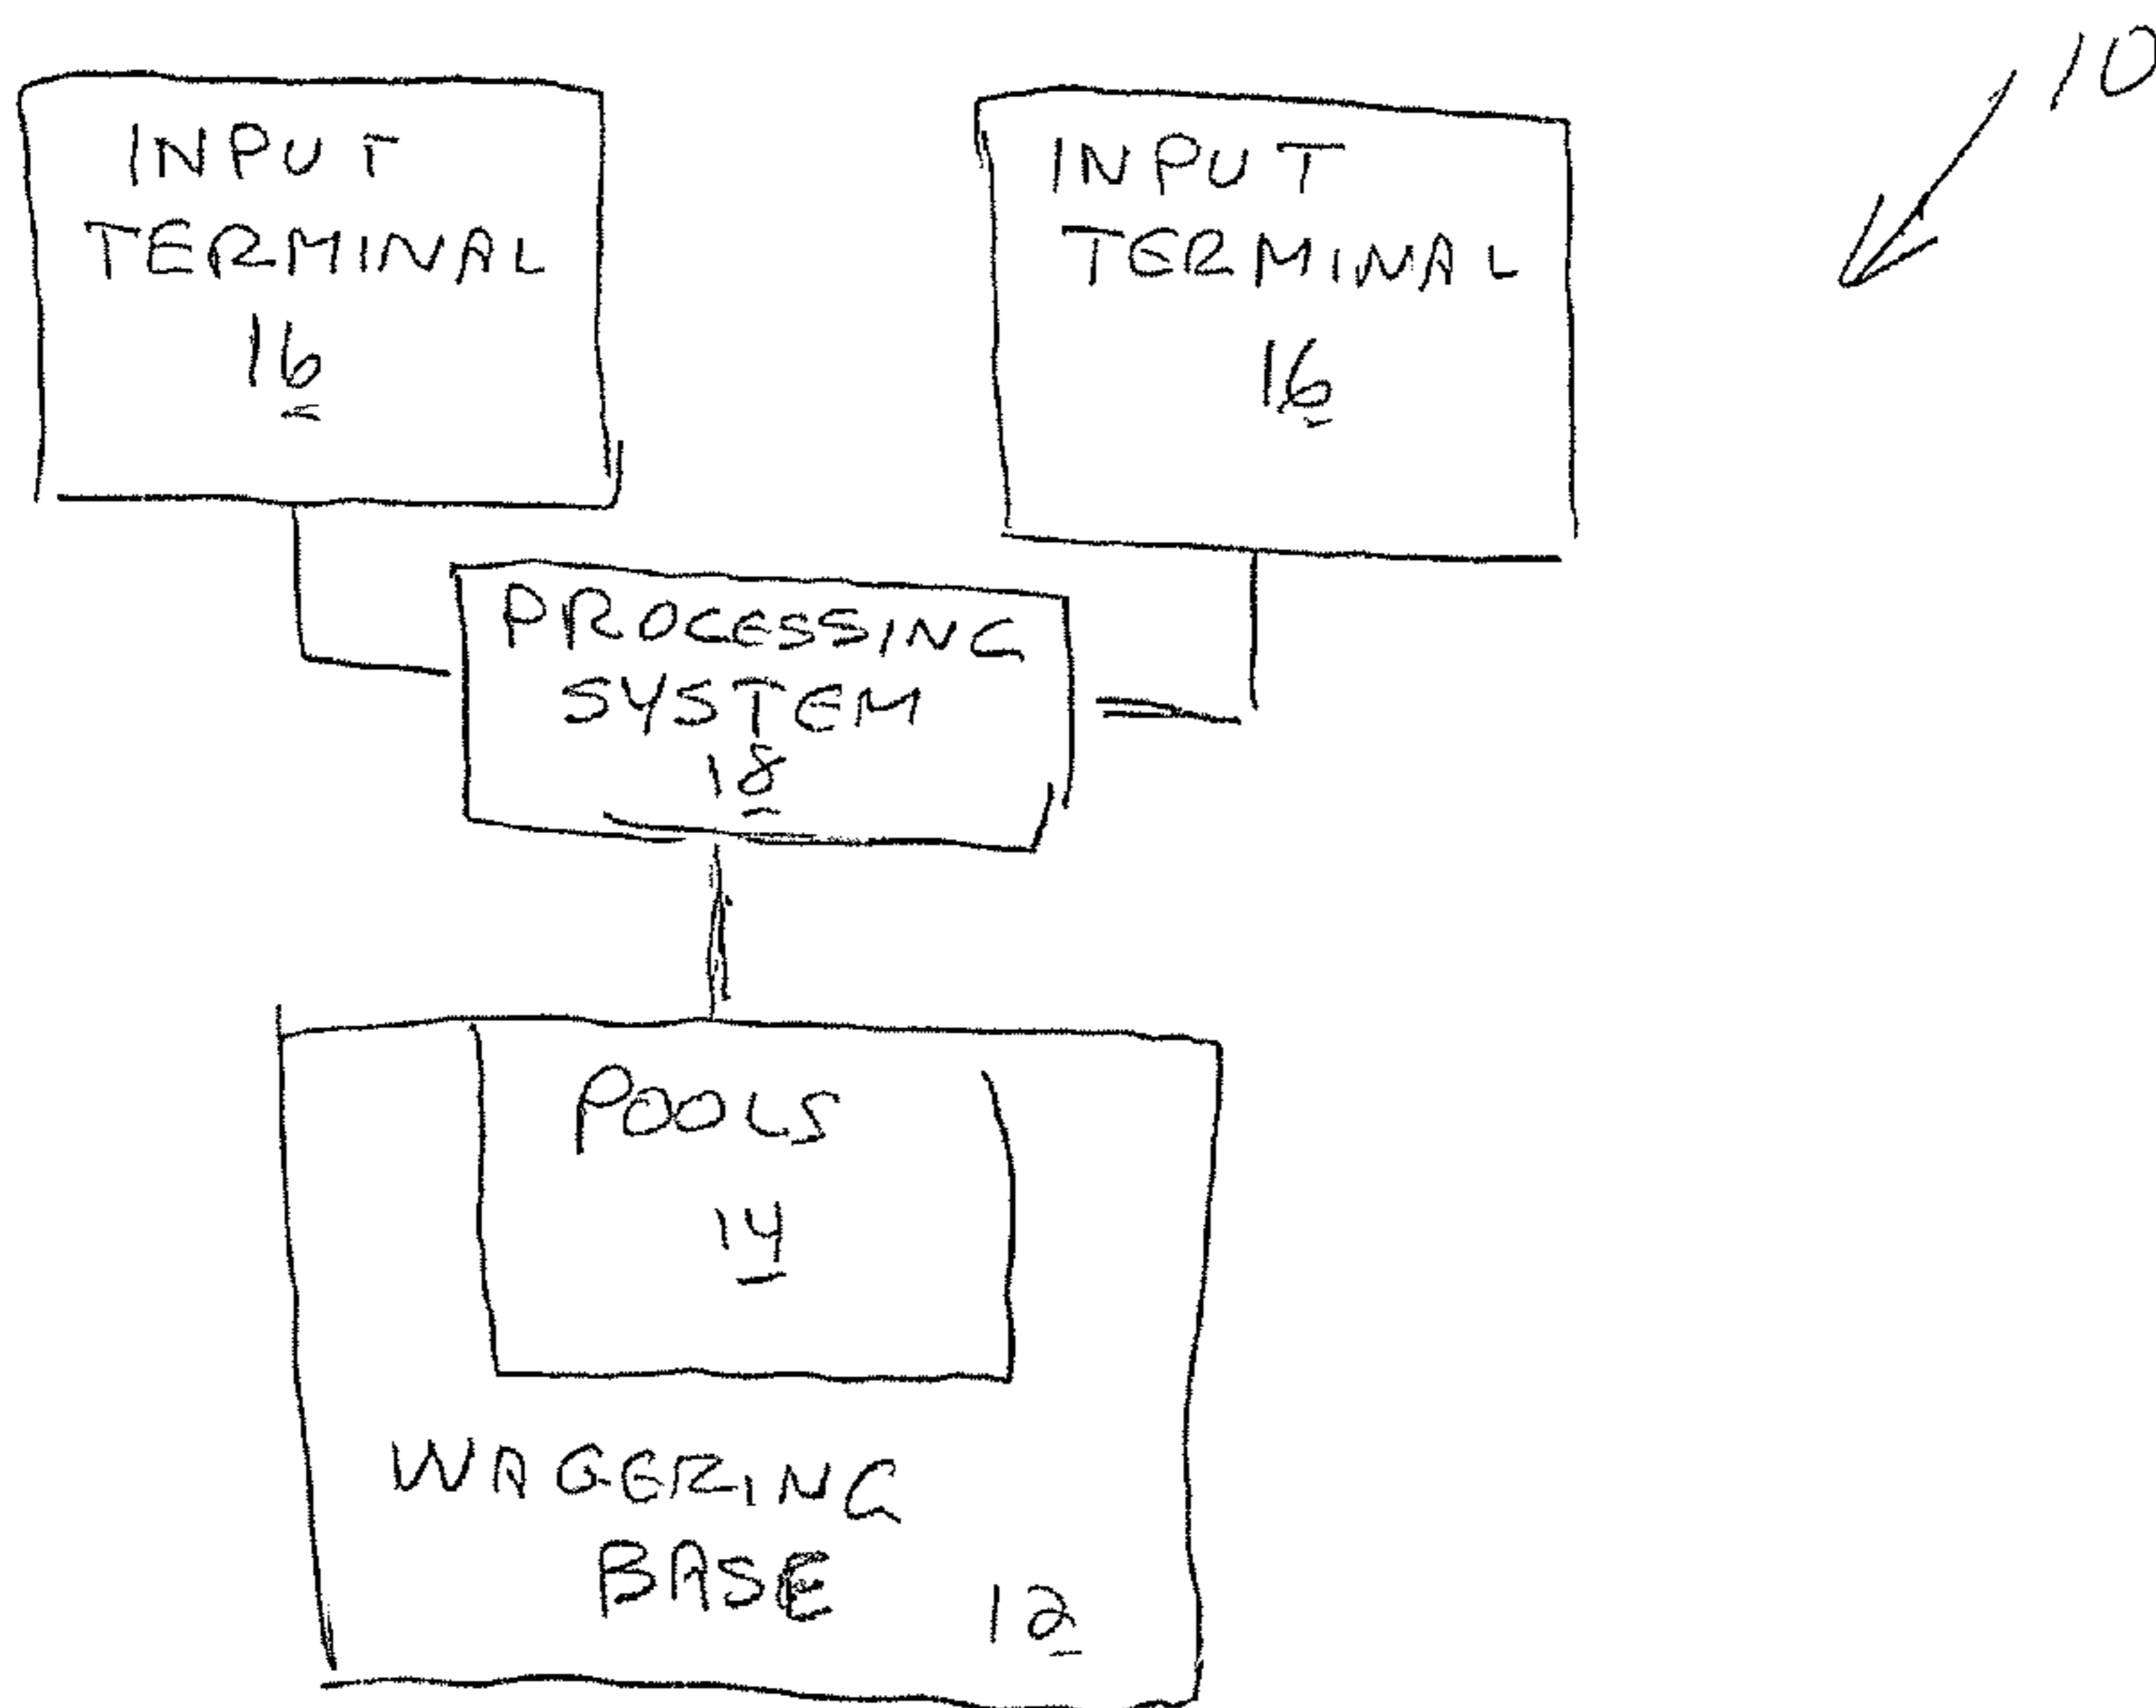 10
INPUT
TERMINAL
16
INPUT
TERMINAL
16
PROCESSING
SYSTEM
18
POOLS
14
WAGERING
BASE 12